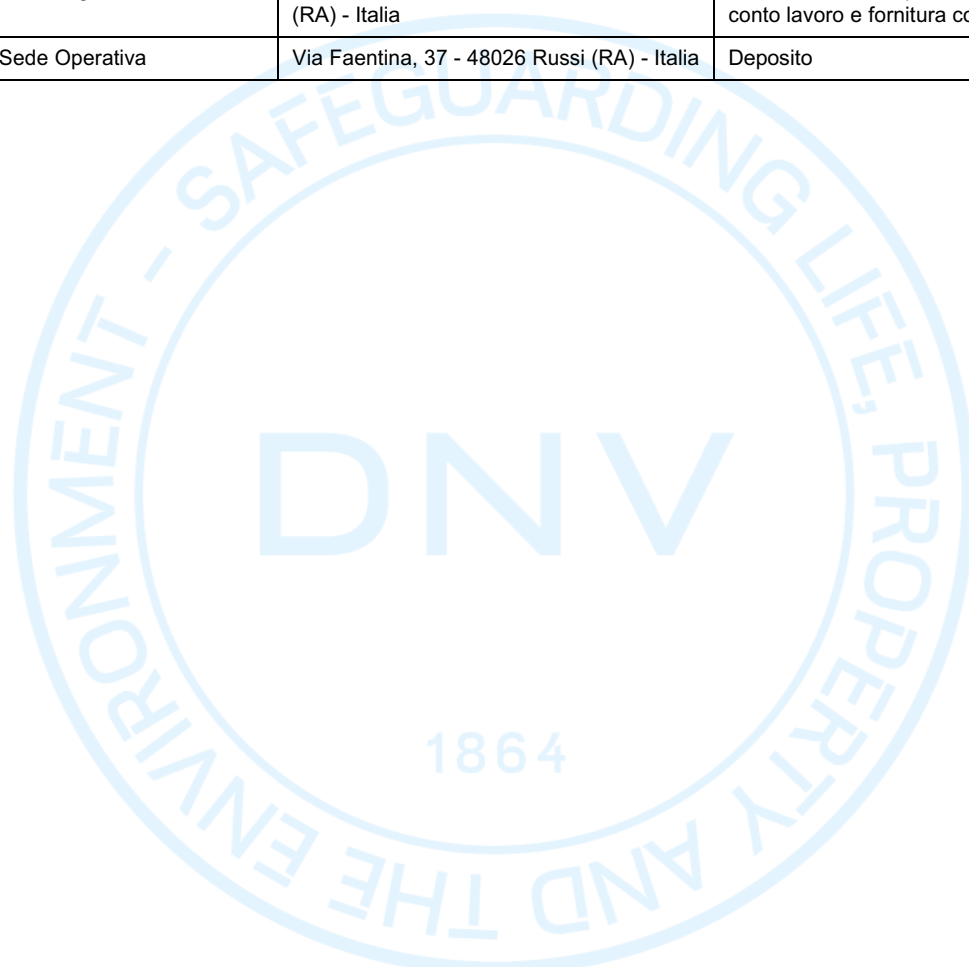 (RA) - Italia
conto lavoro e fornitura
Sede Operativa
Via Faentina, 37 - 48026 Russi (RA) - Italia
Deposito
SAFEGUARDING LIFE, PROPERTY AND THE ENVIRONMENT -
DNV
1864